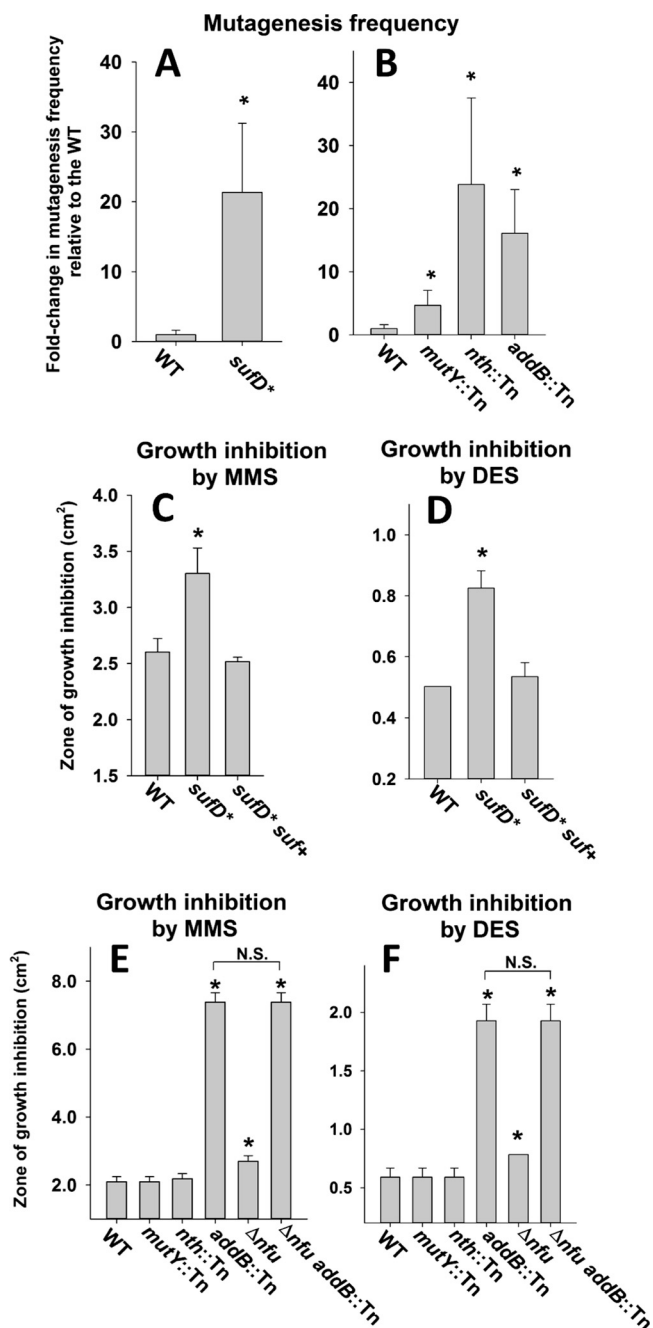 Mutagenesis frequency
A
B
Fold-change in mutagenesis frequency
relative to the WT
40
30
20
10
0
*
WT
sufD*
40
30
20
10
0
*
*
*
WT
mutY::Tn
nth::Tn
addB::Tn
Growth inhibition
by MMS
Growth inhibition
by DES
C
D
Zone of growth inhibition (cm²)
4.0
3.5
3.0
2.5
2.0
1.5
*
WT
sufD*
sufD* suf+
1.0
0.8
0.6
0.4
0.2
*
WT
sufD*
sufD* suf+
Growth inhibition
by MMS
Growth inhibition
by DES
E
F
Zone of growth inhibition (cm²)
8.0
6.0
4.0
2.0
N.S.
*
*
*
WT
mutY::Tn
nth::Tn
addB::Tn
Δnfu
Δnfu addB::Tn
2.0
1.5
1.0
0.5
N.S.
*
*
*
WT
mutY::Tn
nth::Tn
addB::Tn
Δnfu
Δnfu addB::Tn